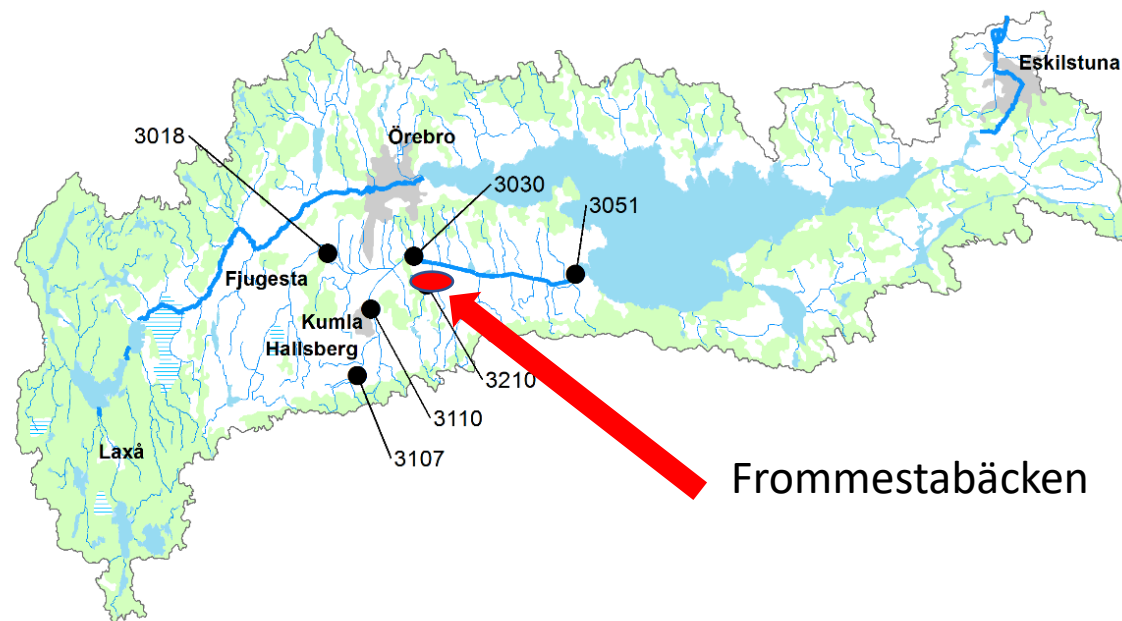 Eskilstuna
3018
Örebro
3030
3051
Fjugesta
Kumla
Hallsberg
3210
3110
3107
Laxå
Frommestabäcken